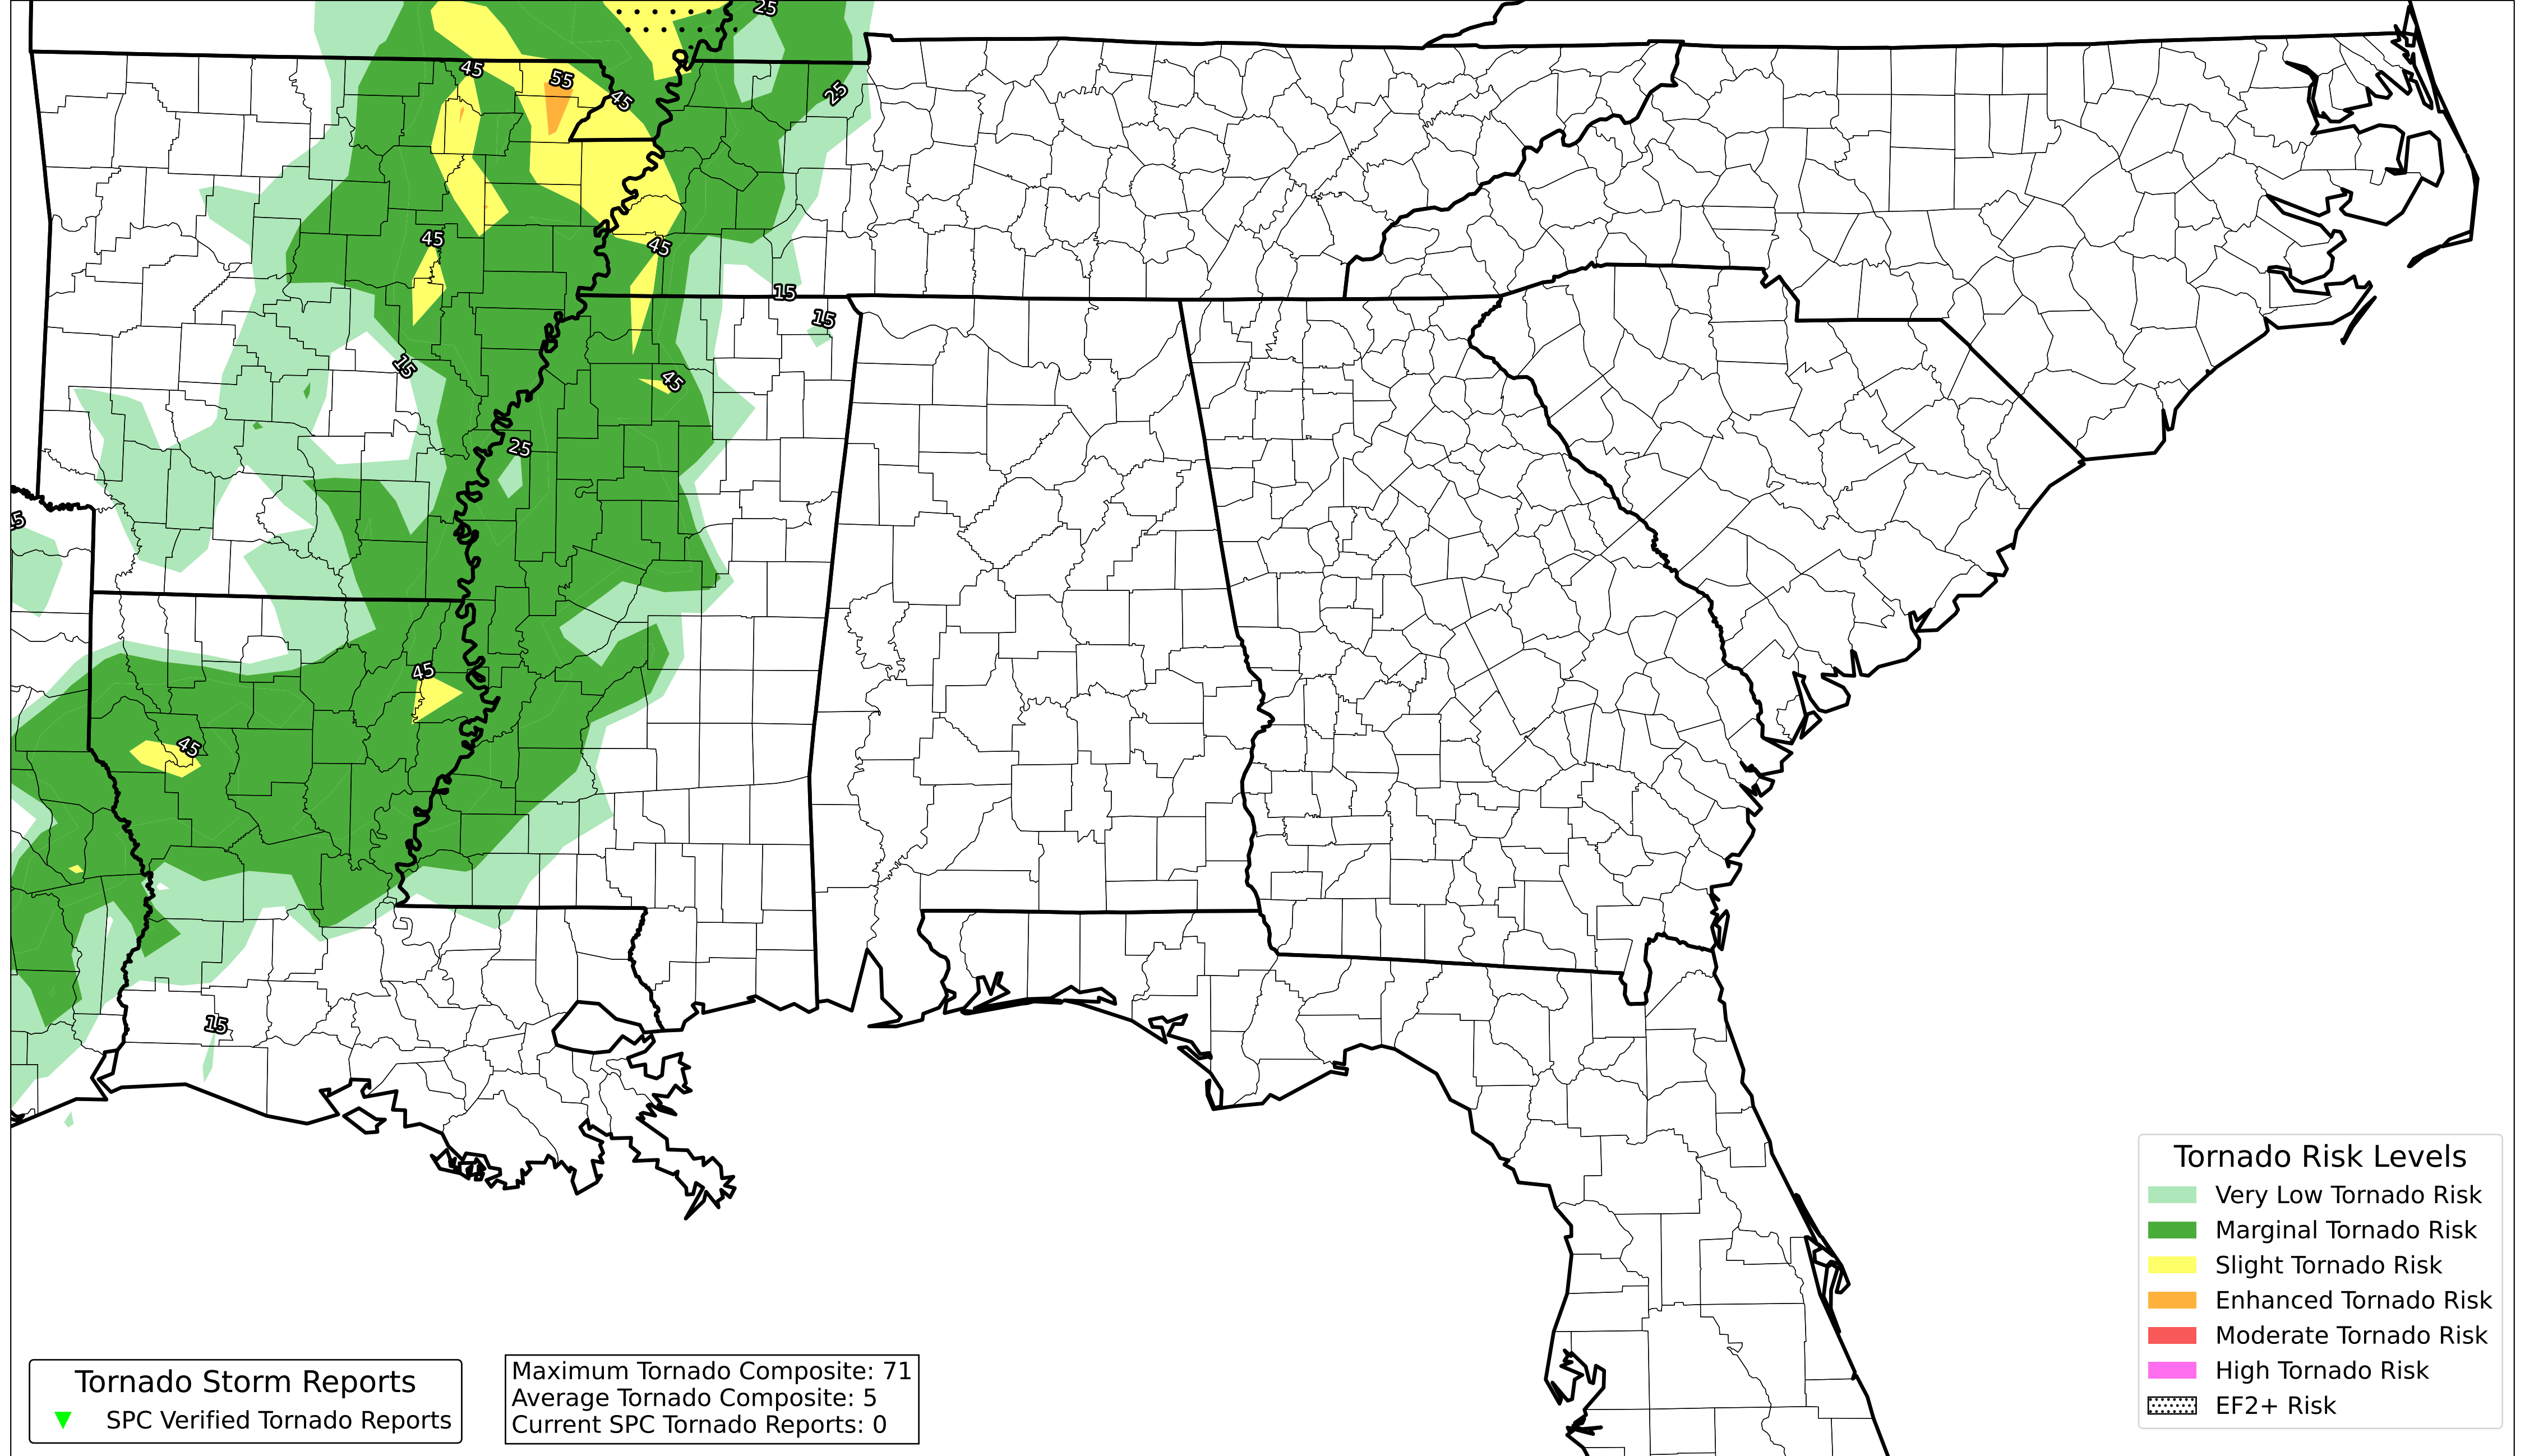 25
45
55
45
25
45
45
15
15
15
45
25
15
45
45
15
Tornado Risk Levels
Very Low Tornado Risk
Marginal Tornado Risk
Slight Tornado Risk
Enhanced Tornado Risk
Moderate Tornado Risk
High Tornado Risk
EF2+ Risk
Tornado Storm Reports
SPC Verified Tornado Reports
Maximum Tornado Composite: 71
Average Tornado Composite: 5
Current SPC Tornado Reports: 0